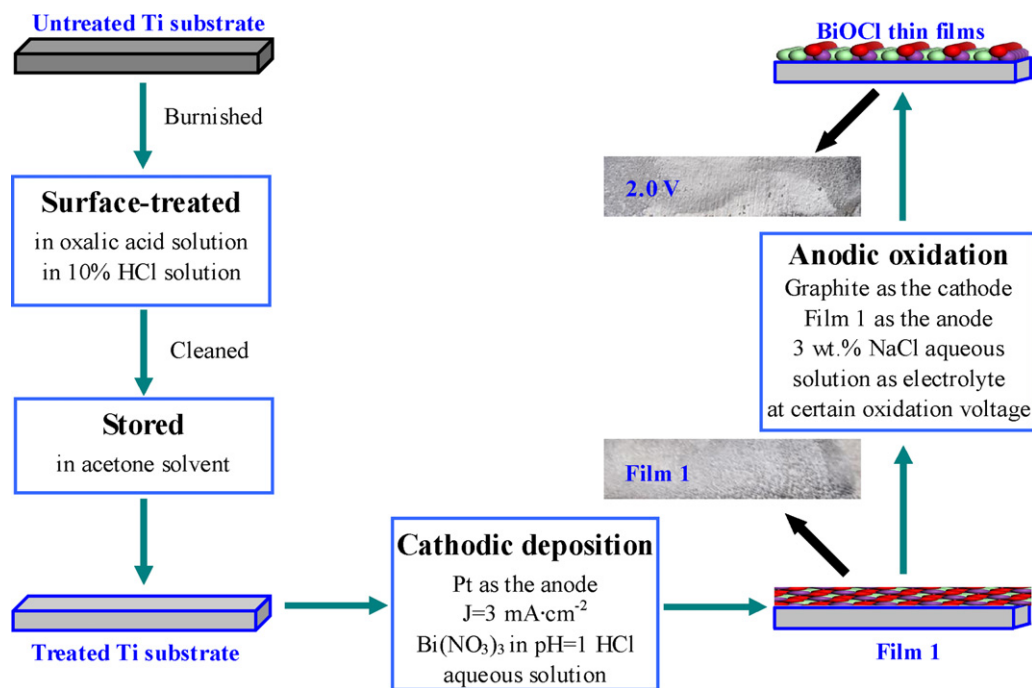 Untreated Ti substrate
Burnished
Surface-treated
in oxalic acid solution
in 10% HCl solution
Cleaned
Stored
in acetone solvent
Treated Ti substrate
Cathodic deposition
Pt as the anode
J=3 mA·cm⁻²
Bi(NO₃)₃ in pH=1 HCl
aqueous solution
Film 1
Film 1
Anodic oxidation
Graphite as the cathode
Film 1 as the anode
3 wt.% NaCl aqueous
solution as electrolyte
at certain oxidation voltage
2.0 V
BiOCl thin films